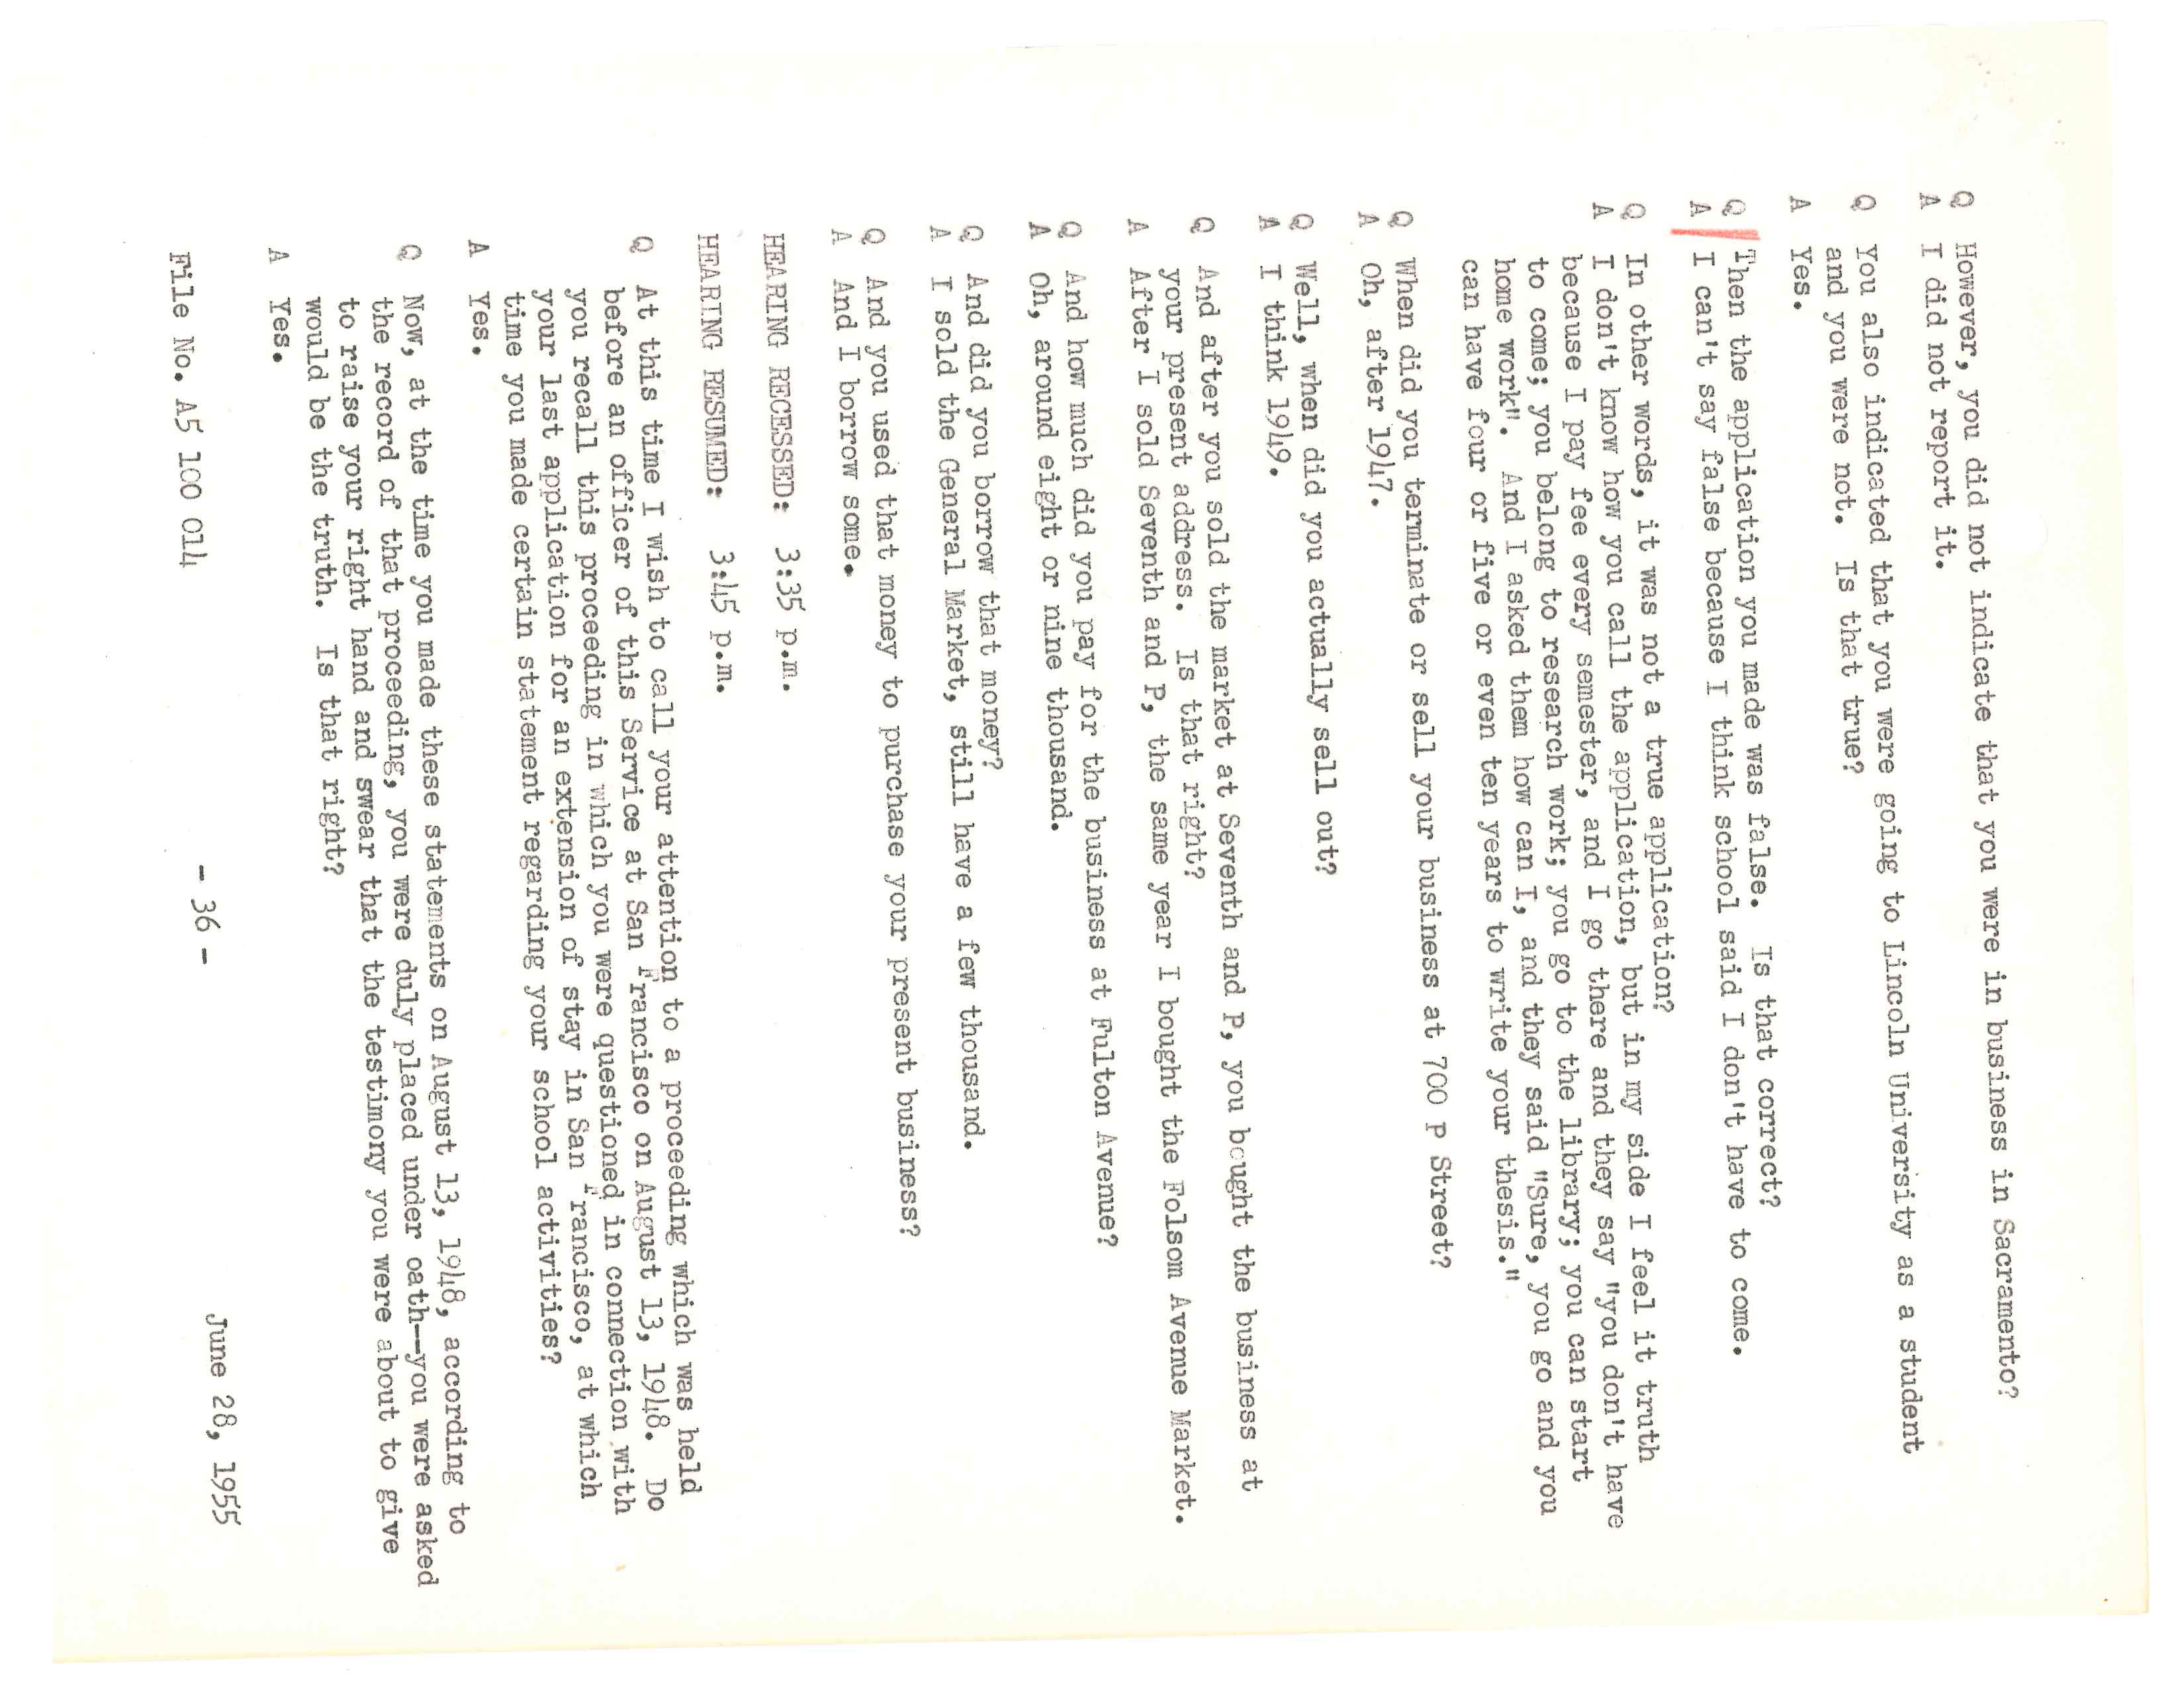 Q However, you did not indicate that you were in business in Sacramento?
A I did not report it.
Q You also indicated that you were going to Lincoln University as a student
and you were not. Is that true?
A Yes.
Q Then the application you made was false. Is that correct?
A I can't say false because I think school said I don't have to come.
Q In other words, it was not a true application?
A I don't know how you call the application, but in my side I feel it truth
because I pay fee every semester, and I go there and they say "you don't have
to come; you belong to research work; you go to the library; you can start
home work". And I asked them how can I, and they said "Sure, you go and you
can have four or five or even ten years to write your thesis."
Q When did you terminate or sell your business at 700 P Street?
A Oh, after 1947.
Q Well, when did you actually sell out?
A I think 1949.
Q And after you sold the market at Seventh and P, you bought the business at
your present address. Is that right?
A After I sold Seventh and P, the same year I bought the Folsom Avenue Market.
Q And how much did you pay for the business at Fulton Avenue?
A Oh, around eight or nine thousand.
Q And did you borrow that money?
A I sold the General Market, still have a few thousand.
Q And you used that money to purchase your present business?
A And I borrow some.
HEARING RECESSED: 3:35 p.m.
HEARING RESUMED: 3:45 p.m.
Q At this time I wish to call your attention to a proceeding which was held
before an officer of this Service at San Francisco on August 13, 1948. Do
you recall this proceeding in which you were questioned in connection with
your last application for an extension of stay in San Francisco, at which
time you made certain statement regarding your school activities?
A Yes.
Q Now, at the time you made these statements on August 13, 1948, according to
the record of that proceeding, you were duly placed under oath--you were asked
to raise your right hand and swear that the testimony you were about to give
would be the truth. Is that right?
A Yes.
File No. A5 100 014 - 36 - June 28, 1955